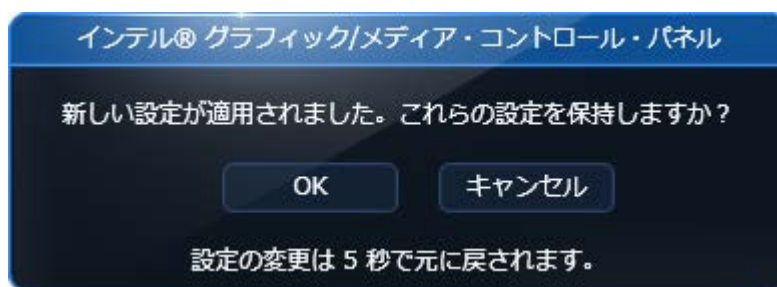 インテル® グラフィック/メディア・コントロール・パネル
新しい設定が適用されました。これらの設定を保持しますか？
OK キャンセル
設定の変更は 5 秒で元に戻されます。